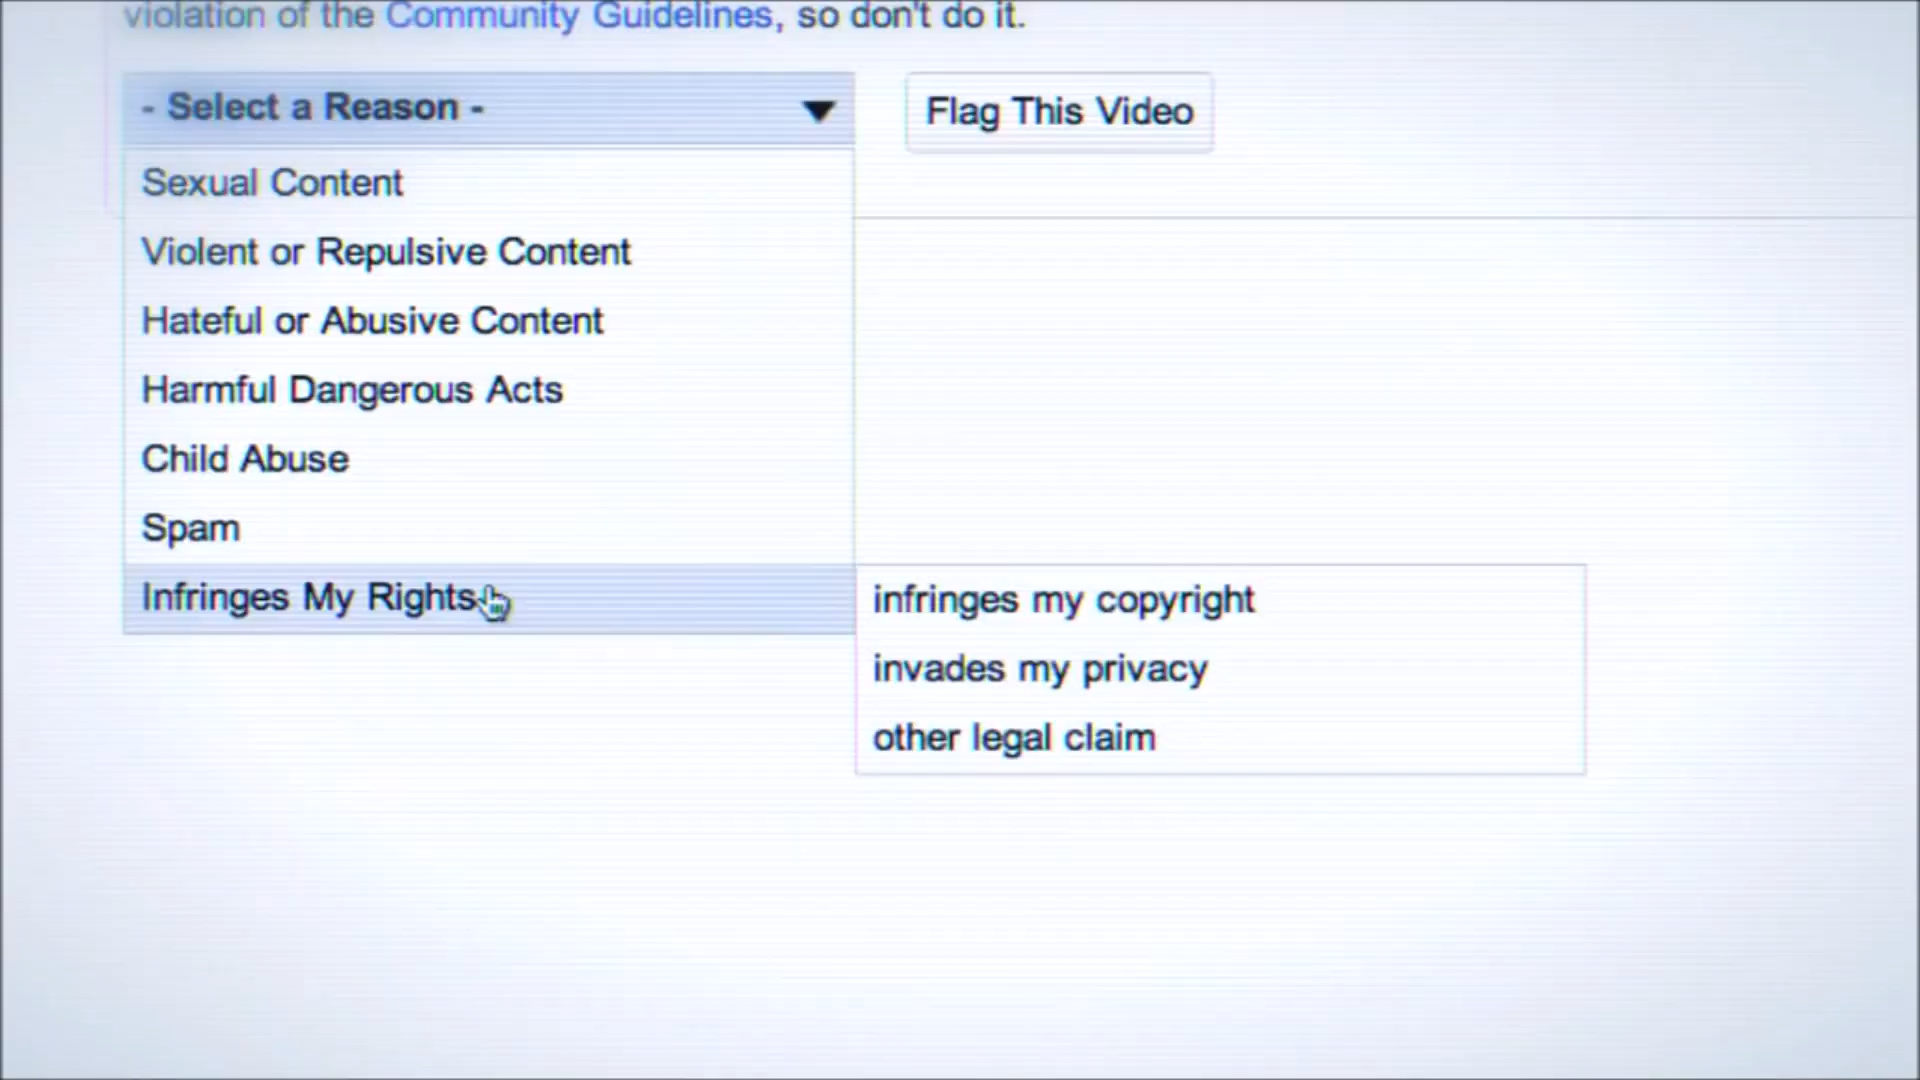 violation of the Community Guidelines, so don't do it.
- Select a Reason -
Flag This Video
Sexual Content
Violent or Repulsive Content
Hateful or Abusive Content
Harmful Dangerous Acts
Child Abuse
Spam
Infringes My Rights
infringes my copyright
invades my privacy
other legal claim